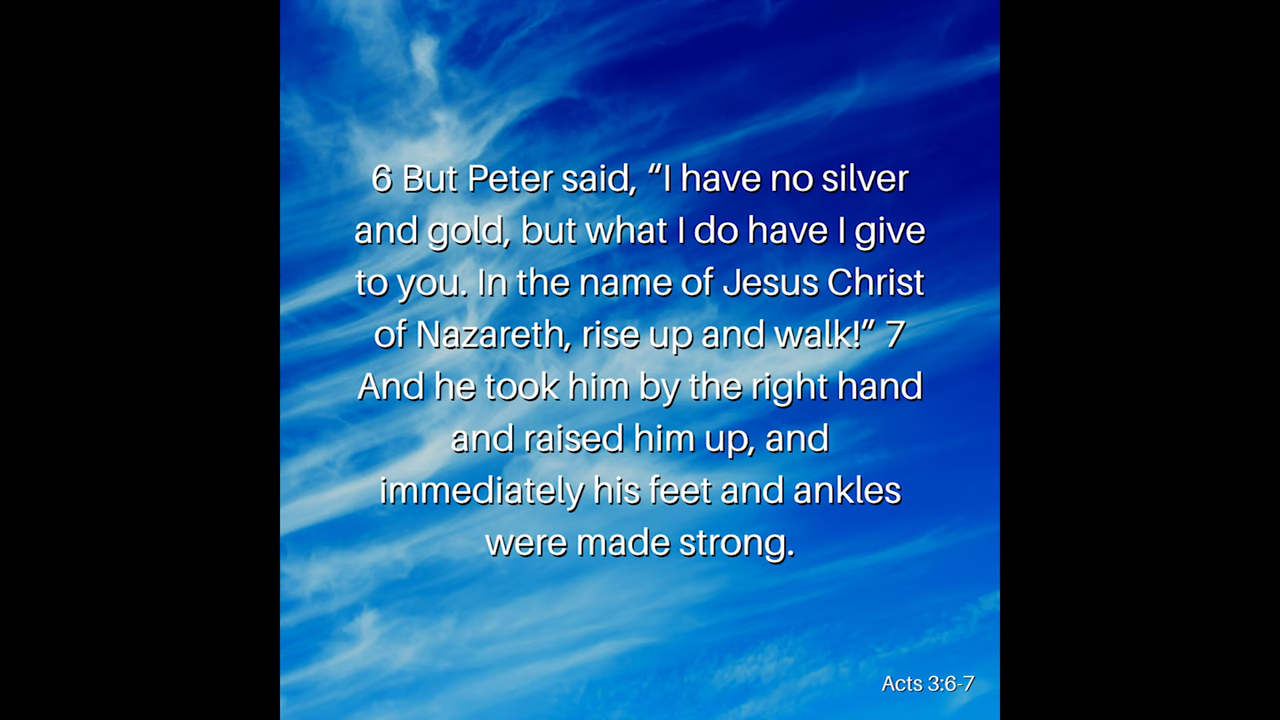 6 But Peter said, “I have no silver
and gold, but what I do have I give
to you. In the name of Jesus Christ
of Nazareth, rise up and walk!” 7
And he took him by the right hand
and raised him up, and
immediately his feet and ankles
were made strong.
Acts 3:6-7